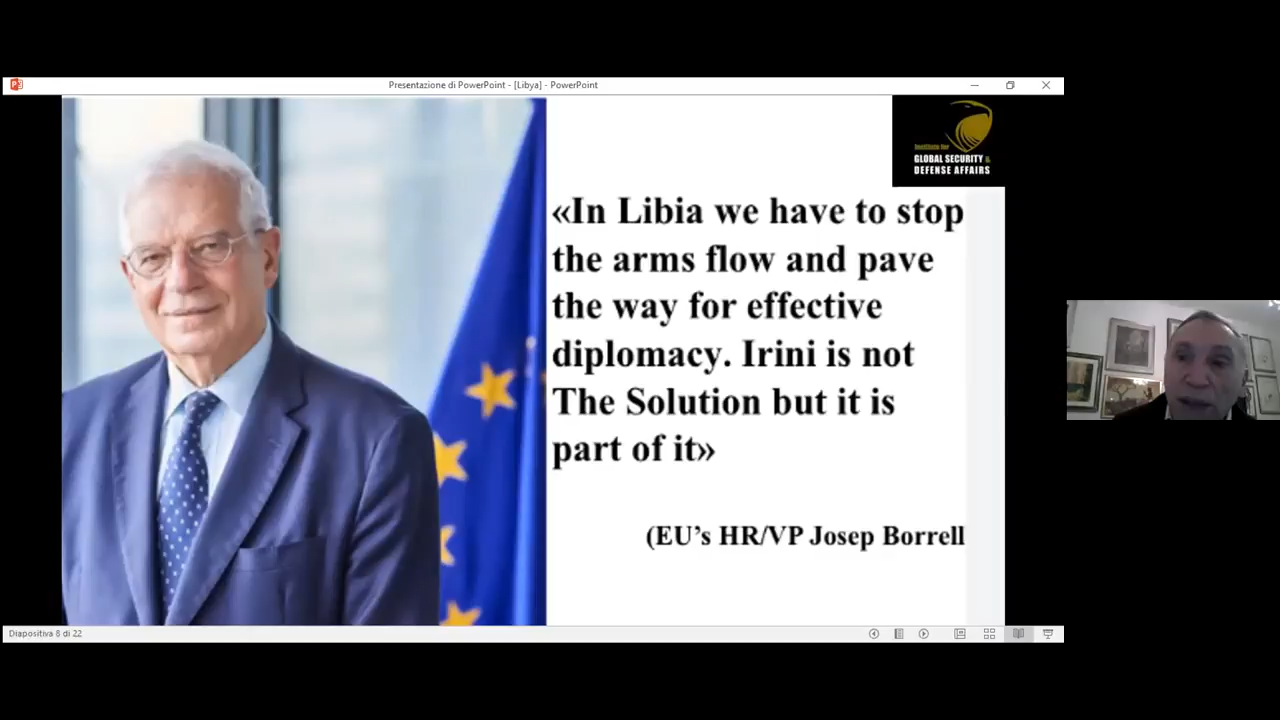 Presentazione di PowerPoint - [Libya] - PowerPoint
Institute for
GLOBAL SECURITY &
DEFENSE AFFAIRS
«In Libia we have to stop
the arms flow and pave
the way for effective
diplomacy. Irini is not
The Solution but it is
part of it»
(EU’s HR/VP Josep Borrell
Diapositiva 8 di 22